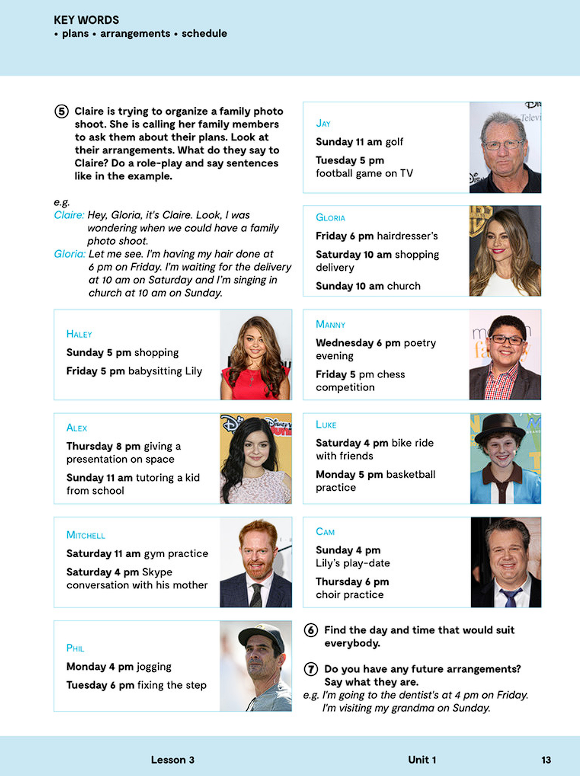 KEY WORDS
• plans • arrangements • schedule
5 Claire is trying to organize a family photo
shoot. She is calling her family members
to ask them about their plans. Look at
their arrangements. What do they say to
Claire? Do a role-play and say sentences
like in the example.
e.g.
Claire: Hey, Gloria, it's Claire. Look, I was
wondering when we could have a family
photo shoot.
Gloria: Let me see. I'm having my hair done at
6 pm on Friday. I'm waiting for the delivery
at 10 am on Saturday and I'm singing in
church at 10 am on Sunday.
HALEY
Sunday 5 pm shopping
Friday 5 pm babysitting Lily
ALEX
Thursday 8 pm giving a
presentation on space
Sunday 11 am tutoring a kid
from school
MITCHELL
Saturday 11 am gym practice
Saturday 4 pm Skype
conversation with his mother
PHIL
Monday 4 pm jogging
Tuesday 6 pm fixing the step
JAY
Sunday 11 am golf
Tuesday 5 pm
football game on TV
GLORIA
Friday 6 pm hairdresser's
Saturday 10 am shopping
delivery
Sunday 10 am church
MANNY
Wednesday 6 pm poetry
evening
Friday 5 pm chess
competition
LUKE
Saturday 4 pm bike ride
with friends
Monday 5 pm basketball
practice
CAM
Sunday 4 pm
Lily's play-date
Thursday 6 pm
choir practice
6 Find the day and time that would suit
everybody.
7 Do you have any future arrangements?
Say what they are.
e.g. I'm going to the dentist's at 4 pm on Friday.
I'm visiting my grandma on Sunday.
Lesson 3
Unit 1
13